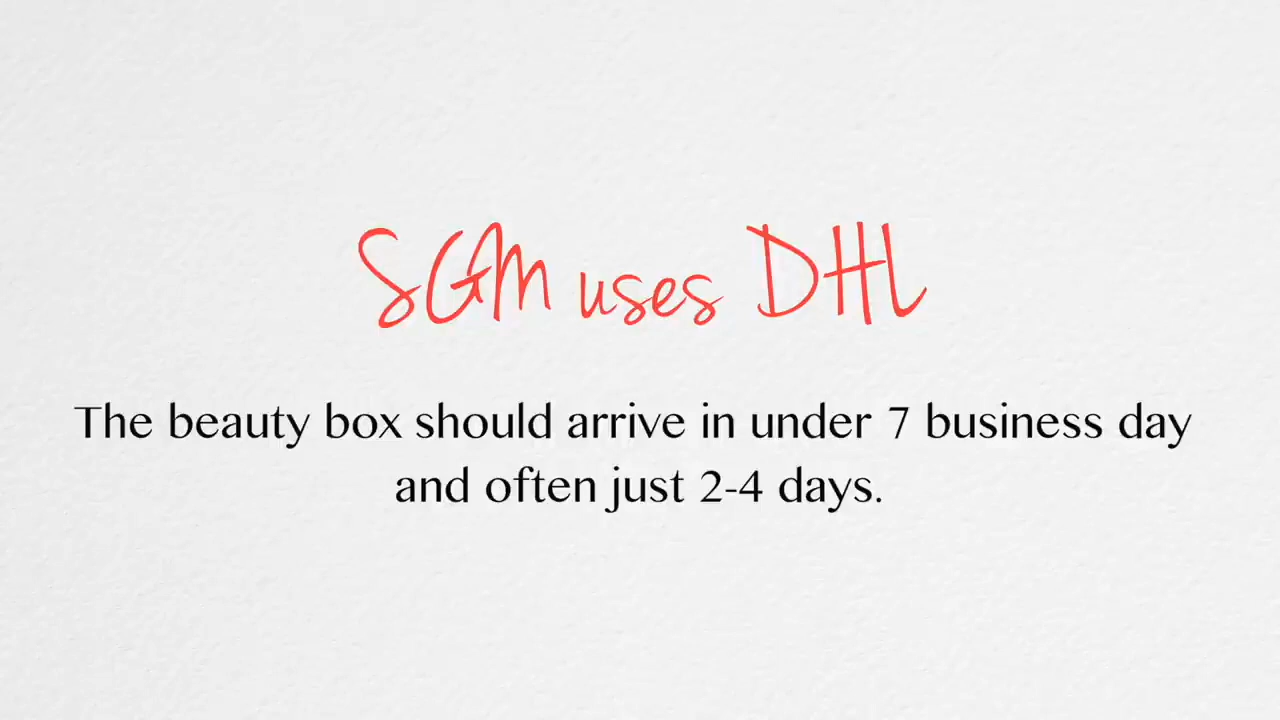 SGM uses DHL
The beauty box should arrive in under 7 business day
and often just 2-4 days.